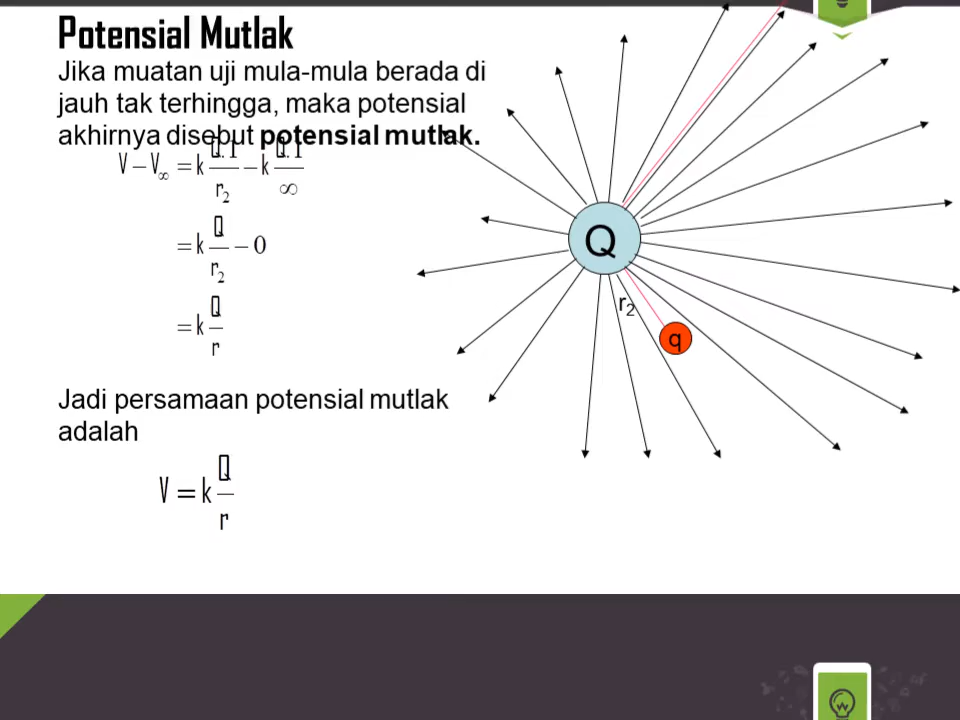 Potensial Mutlak
Jika muatan uji mula-mula berada di
jauh tak terhingga, maka potensial
akhirnya disebut potensial mutlak.
V − V∞ = k Q.1/r₂ − k Q.1/∞
= k Q/r₂ − 0
= k Q/r
Jadi persamaan potensial mutlak
adalah
V = k Q/r
Q
r₂
q